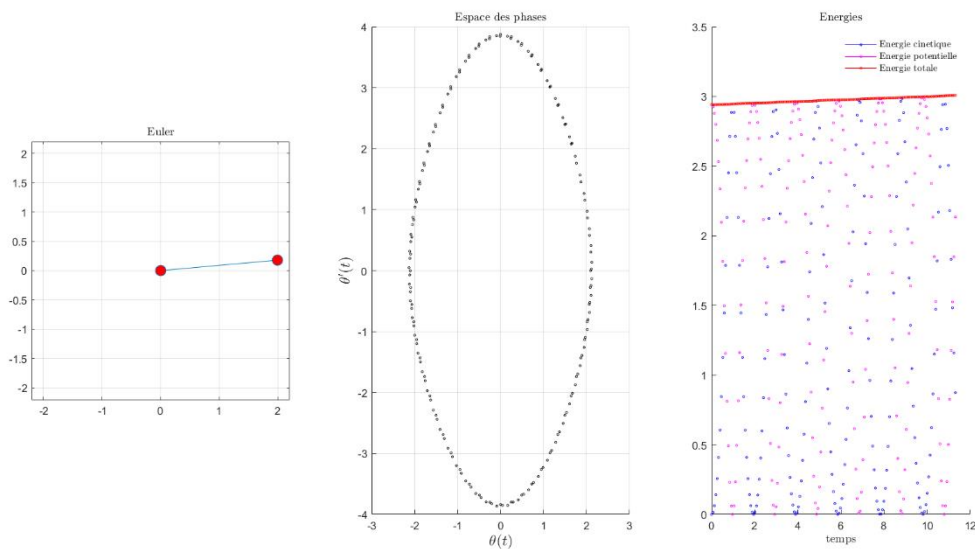 Euler
2
1.5
1
0.5
0
-0.5
-1
-1.5
-2
-2 -1 0 1 2
Espace des phases
4
3
2
1
0
-1
-2
-3
-4
-3 -2 -1 0 1 2 3
θ'(t)
θ(t)
Energies
Energie cinetique
Energie potentielle
Energie totale
3.5
3
2.5
2
1.5
1
0.5
0
0 2 4 6 8 10 12
temps